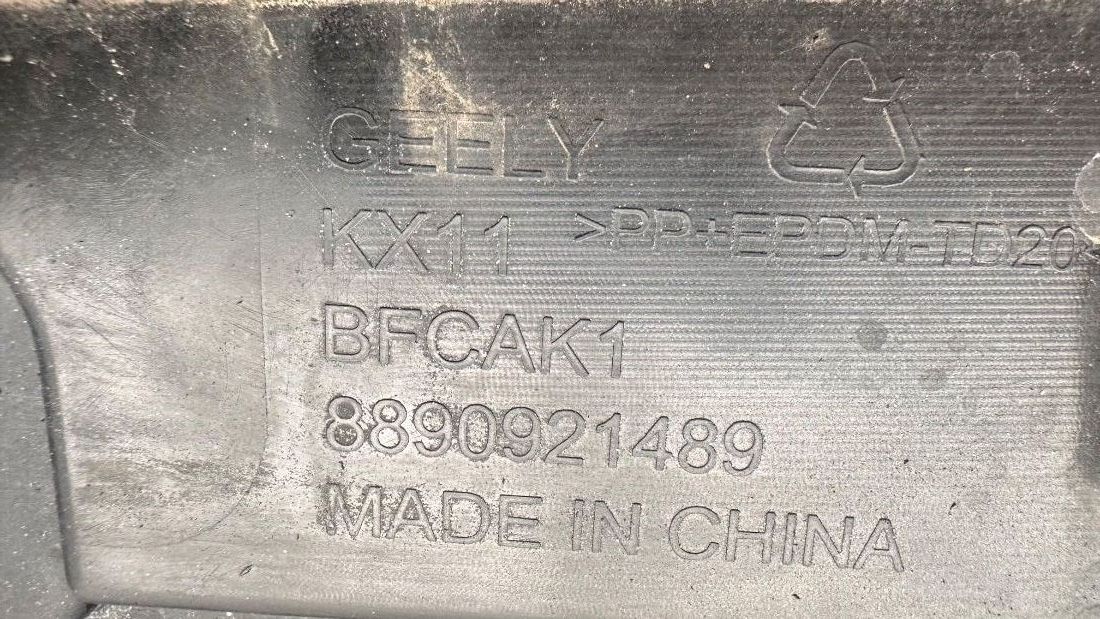 GEELY
KX11 >PP+EPDM-TD20<
BFCAK1
8890921489
MADE IN CHINA